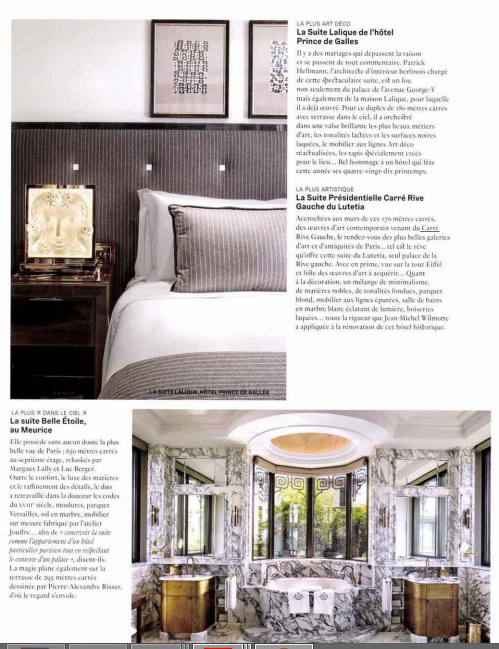 LA PLUS ART DÉCO
La Suite Lalique de l'hôtel
Prince de Galles
Il y a des mariages qui dépassent la raison
et se passent de tout commentaire. Patrick
Hellmann, l'architecte d'intérieur berlinois chargé
de cette spectaculaire suite, est un fou
non seulement du palace de l'avenue George-V
mais également de la maison Lalique, pour laquelle
il a déjà œuvré. Pour ce duplex de 180 mètres carrés
avec terrasse dans le ciel, il a orchestré
dans une valse brillante les plus beaux métiers
d'art, les tonalités lactées et les surfaces noires
laquées, le mobilier aux lignes Art déco
réactualisées, les tapis spécialement créés
pour le lieu... Bel hommage à un hôtel qui fête
cette année ses quatre-vingt-dix printemps.
LA PLUS ARTISTIQUE
La Suite Présidentielle Carré Rive
Gauche du Lutetia
Accrochées aux murs de ces 170 mètres carrés,
des œuvres d'art contemporain venant du Carré
Rive Gauche, le rendez-vous des plus belles galeries
d'art et d'antiquités de Paris... tel est le rêve
qu'offre cette suite du Lutetia, seul palace de la
Rive gauche. Avec en prime, vue sur la tour Eiffel
et liste des œuvres d'art à acquérir... Quant
à la décoration, un mélange de minimalisme,
de matières nobles, de tonalités fondues, parquet
blond, mobilier aux lignes épurées, salle de bains
en marbre blanc éclatant de lumière, boiseries
laquées... toute la rigueur que Jean-Michel Wilmotte
a appliquée à la rénovation de cet hôtel historique.
LA SUITE LALIQUE, HÔTEL PRINCE DE GALLES
LA PLUS « DANS LE CIEL »
La suite Belle Étoile,
au Meurice
Elle possède sans aucun doute la plus
belle vue de Paris ; 650 mètres carrés
au septième étage, relookés par
Margaux Lally et Luc Berger.
Outre le confort, le luxe des matières
et le raffinement des détails, le duo
a retravaillé dans la douceur les codes
du XVIIIe siècle, moulures, parquet
Versailles, sol en marbre, mobilier
sur mesure fabriqué par l'atelier
Jouffre... afin de « concevoir la suite
comme l'appartement d'un hôtel
particulier parisien tout en respectant
le contexte d'un palace », disent-ils.
La magie plane également sur la
terrasse de 295 mètres carrés
dessinée par Pierre-Alexandre Risser,
d'où le regard s'envole.